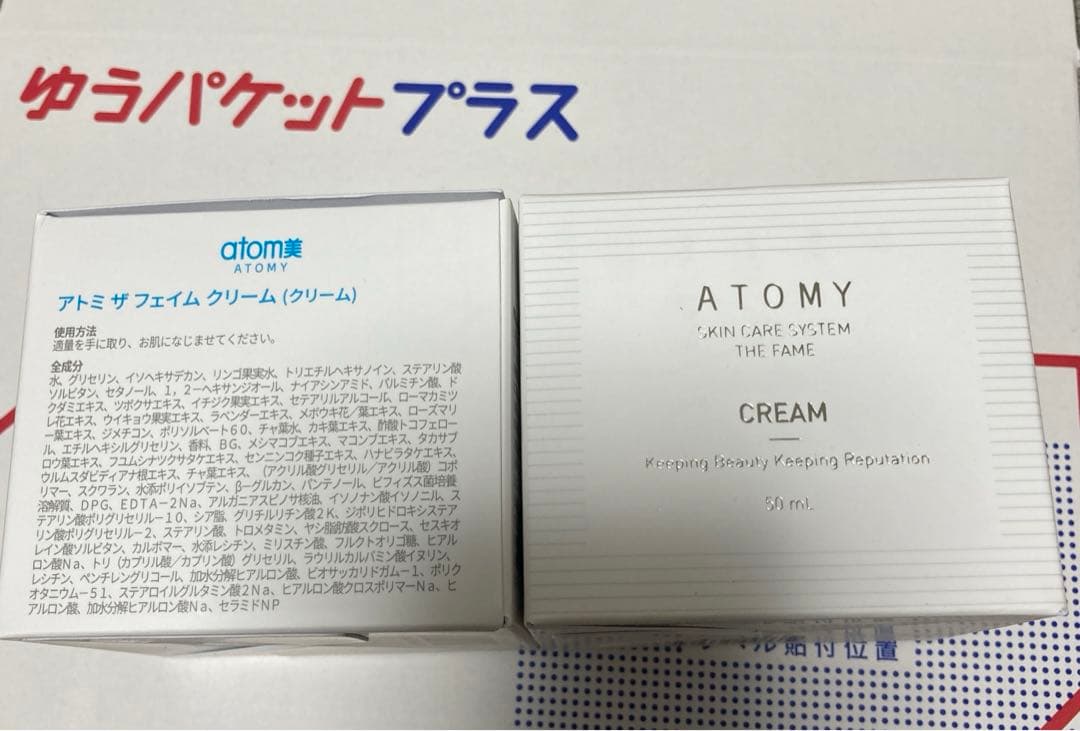 ゆうパケットプラス
atom美
ATOMY
アトミ ザ フェイム クリーム (クリーム)
使用方法
適量を手に取り、お肌になじませてください。
全成分
水、グリセリン、イソヘキサデカン、リンゴ果実水、トリエチルヘキサノイン、ステアリン酸
ソルビタン、セタノール、１，２－ヘキサンジオール、ナイアシンアミド、パルミチン酸、ド
クダミエキス、ツボクサエキス、イチジク果実エキス、セテアリルアルコール、ローマカミツ
レ花エキス、ウイキョウ果実エキス、ラベンダーエキス、メボウキ花／葉エキス、ローズマリ
ー葉エキス、ジメチコン、ポリソルベート６０、チャ葉水、カキ葉エキス、酢酸トコフェロー
ル、エチルヘキシルグリセリン、香料、ＢＧ、メシマコブエキス、マコンブエキス、タカサブ
ロウ葉エキス、フユムシナツクサタケエキス、センニンコク種子エキス、ハナビラタケエキス、
ウルムスダビディアナ根エキス、チャ葉エキス、（アクリル酸グリセリル／アクリル酸）コポ
リマー、スクワラン、水添ポリイソブテン、β－グルカン、パンテノール、ビフィズス菌培養
溶解質、ＤＰＧ、ＥＤＴＡ－２Ｎａ、アルガニアスピノサ核油、イソノナン酸イソノニル、ス
テアリン酸ポリグリセリル－１０、シア脂、グリチルリチン酸２Ｋ、ジポリヒドロキシステア
リン酸ポリグリセリル－２、ステアリン酸、トロメタミン、ヤシ脂肪酸スクロース、セスキオ
レイン酸ソルビタン、カルボマー、水添レシチン、ミリスチン酸、フルクトオリゴ糖、ヒアル
ロン酸Ｎａ、トリ（カプリル酸／カプリン酸）グリセリル、ラウリルカルバミン酸イヌリン、
レシチン、ペンチレングリコール、加水分解ヒアルロン酸、ビオサッカリドガム－１、ポリク
オタニウム－５１、ステアロイルグルタミン酸２Ｎａ、ヒアルロン酸クロスポリマーＮａ、ヒ
アルロン酸、加水分解ヒアルロン酸Ｎａ、セラミドＮＰ
ATOMY
SKIN CARE SYSTEM
THE FAME
CREAM
Keeping Beauty Keeping Reputation
50 mL
貼付位置